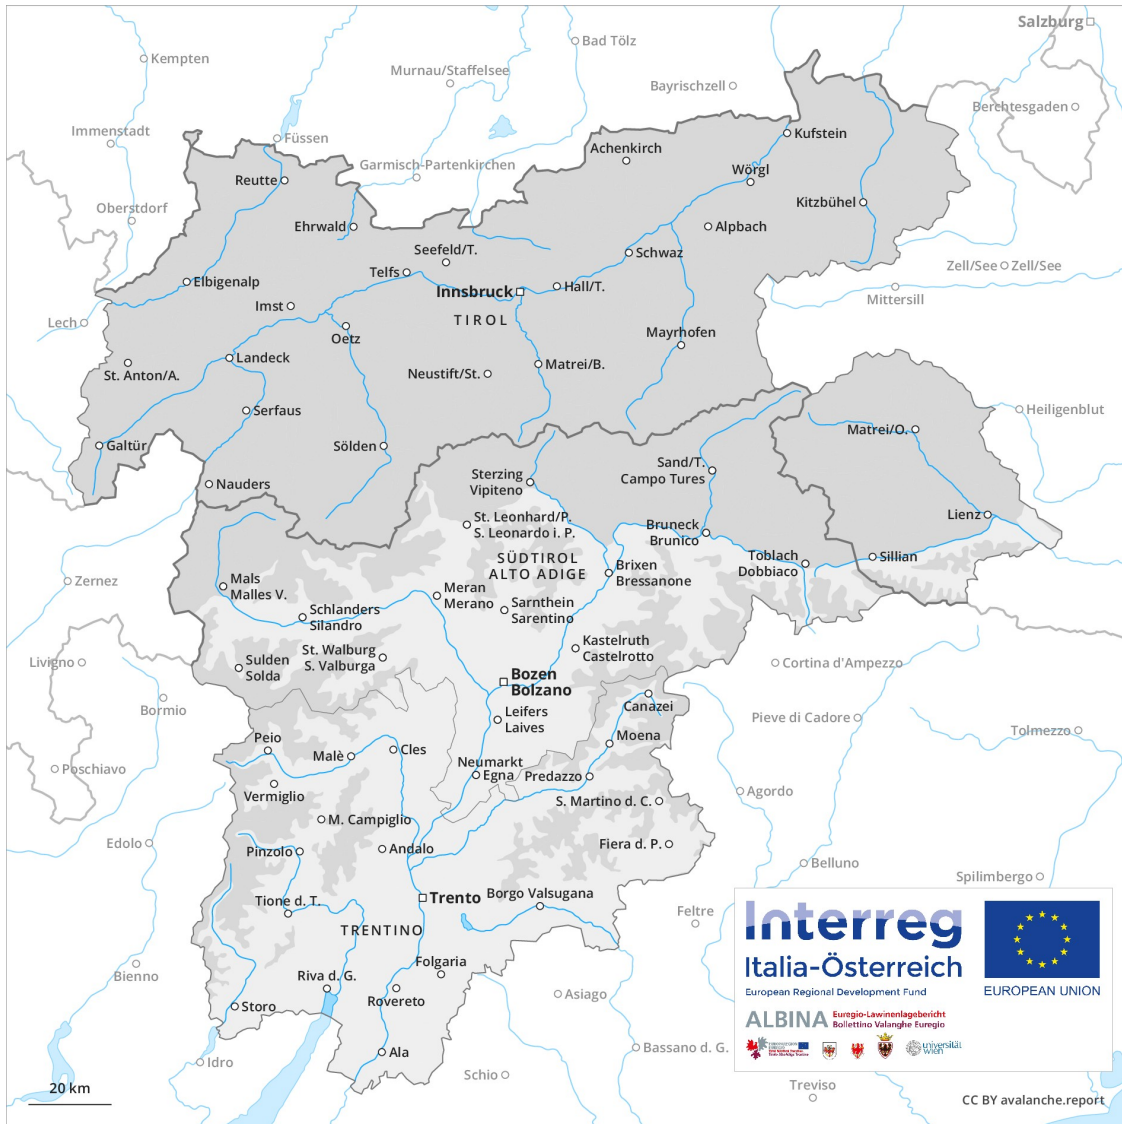 Salzburg
Bad Tölz
Kempten
Murnau/Staffelsee
Bayrischzell
Berchtesgaden
Immenstadt
Füssen
Kufstein
Achenkirch
Garmisch-Partenkirchen
Wörgl
Reutte
Kitzbühel
Oberstdorf
Ehrwald
Alpbach
Seefeld/T.
Schwaz
Zell/See
Zell/See
Telfs
Elbigenalp
Hall/T.
Innsbruck
Mittersill
Imst
TIROL
Lech
Oetz
Mayrhofen
Landeck
Matrei/B.
St. Anton/A.
Neustift/St.
Serfaus
Heiligenblut
Matrei/O.
Galtür
Sölden
Sand/T.
Campo Tures
Sterzing
Vipiteno
Nauders
Lienz
St. Leonhard/P.
S. Leonardo i. P.
Bruneck
Brunico
SÜDTIROL
ALTO ADIGE
Toblach
Dobbiaco
Sillian
Brixen
Bressanone
Zernez
Mals
Malles V.
Meran
Merano
Sarnthein
Sarentino
Schlanders
Silandro
Kastelruth
Castelrotto
St. Walburg
S. Valburga
Livigno
Sulden
Solda
Cortina d'Ampezzo
Bozen
Bolzano
Bormio
Canazei
Leifers
Laives
Pieve di Cadore
Tolmezzo
Peio
Moena
Malè
Cles
Neumarkt
Egna
Predazzo
Poschiavo
Vermiglio
Agordo
S. Martino d. C.
M. Campiglio
Edolo
Pinzolo
Andalo
Fiera d. P.
Belluno
Spilimbergo
Tione d. T.
Trento
Borgo Valsugana
Feltre
TRENTINO
Interreg
Italia-Österreich
European Regional Development Fund
EUROPEAN UNION
Folgaria
Bienno
Riva d. G.
Rovereto
Asiago
Storo
ALBINA
Euregio-Lawinenlagebericht
Bollettino Valanghe Euregio
universität
wien
Ala
Bassano d. G.
Idro
Schio
Treviso
20 km
CC BY avalanche.report